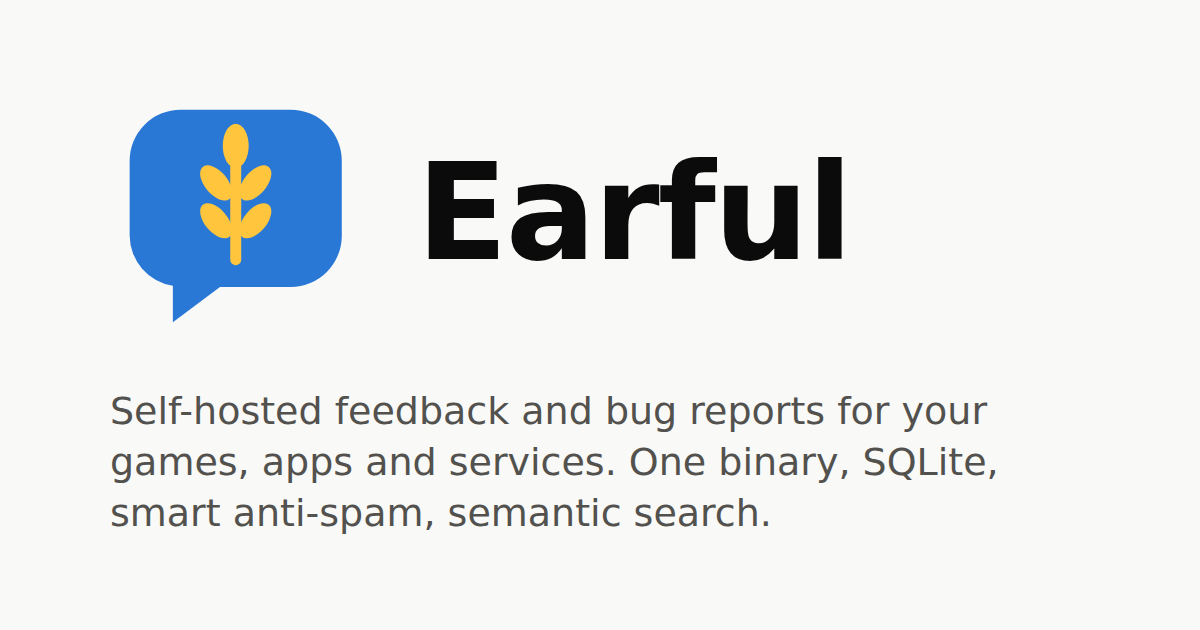 Earful
Self-hosted feedback and bug reports for your
games, apps and services. One binary, SQLite,
smart anti-spam, semantic search.